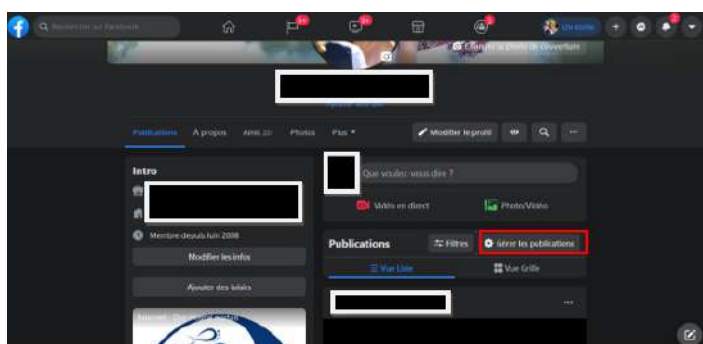 Rechercher sur Facebook
Publications À propos Amis Photos Plus
Modifier le profil
Intro
Que voulez-vous dire ?
Vidéo en direct Photo/Vidéo
Membre depuis juin 2008
Modifier les infos
Publications Filtres Gérer les publications
Vue Liste Vue Grille
Ajouter des loisirs